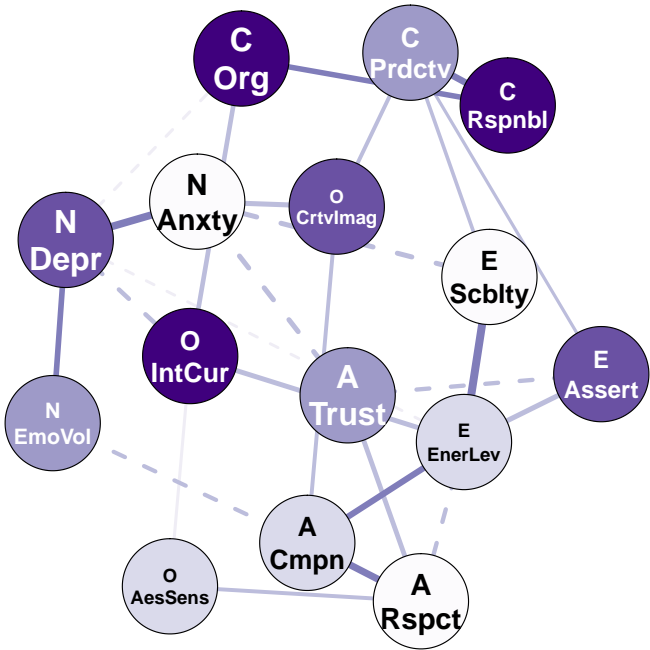 C
Org
C
Prdctv
C
Rspnbl
N
Anxty
O
CrtvImag
N
Depr
E
Scblty
O
IntCur
A
Trust
E
Assert
N
EmoVol
E
EnerLev
A
Cmpn
O
AesSens
A
Rspct